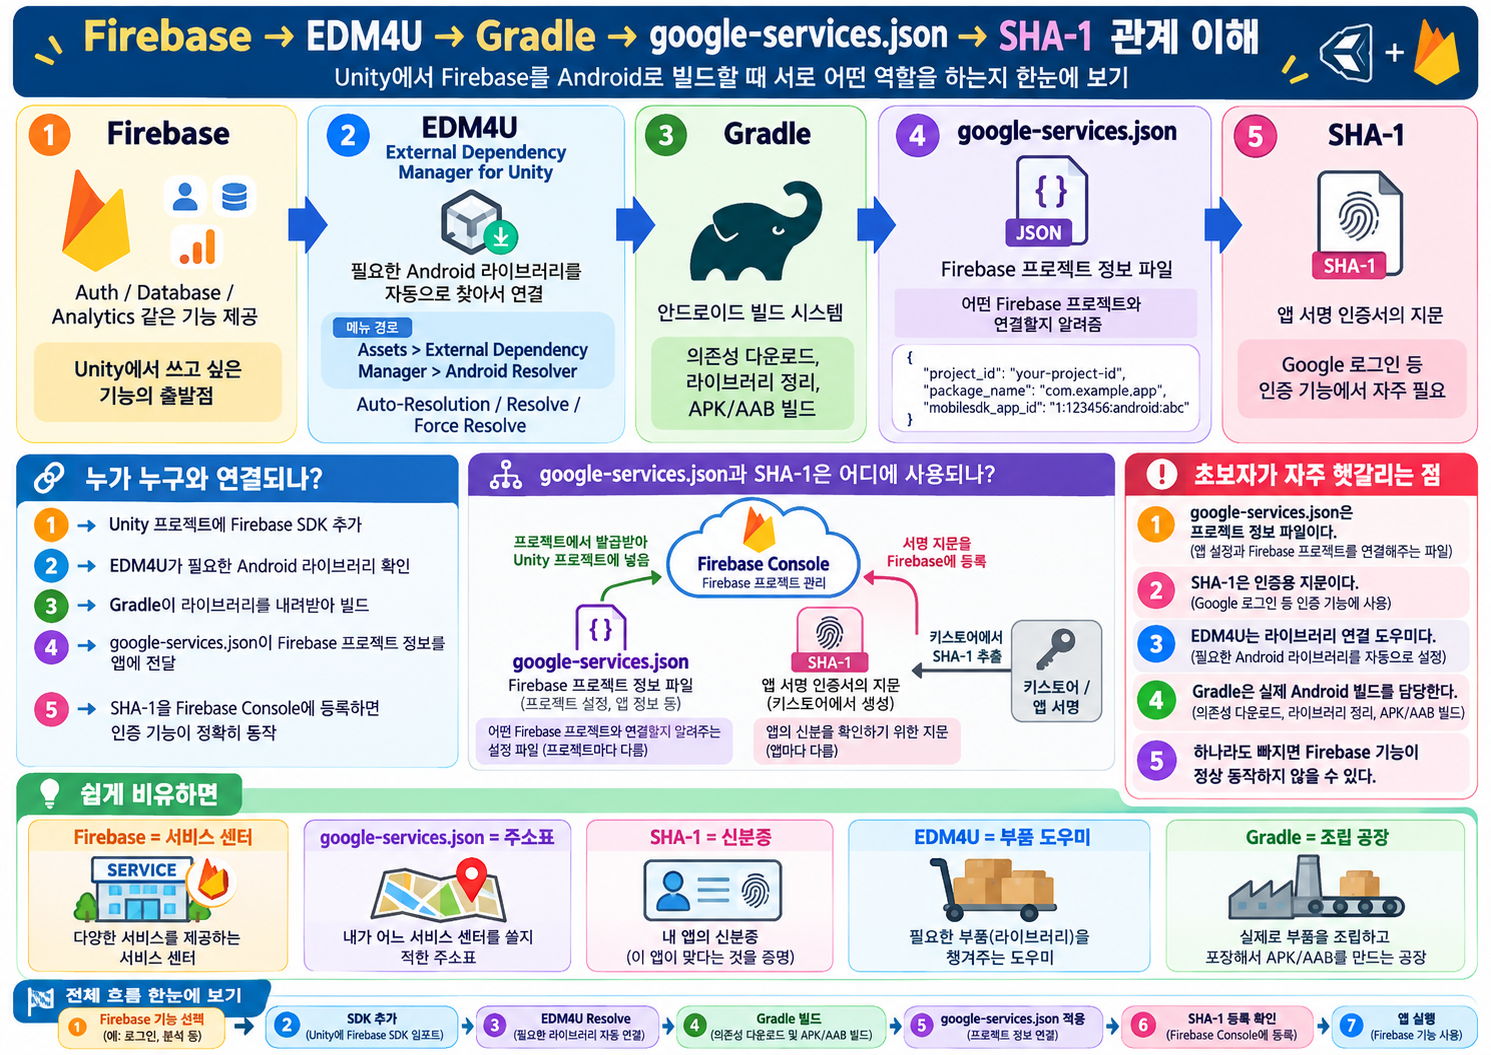 Firebase → EDM4U → Gradle → google-services.json → SHA-1 관계 이해
Unity에서 Firebase를 Android로 빌드할 때 서로 어떤 역할을 하는지 한눈에 보기
1 Firebase
Auth / Database /
Analytics 같은 기능 제공
Unity에서 쓰고 싶은
기능의 출발점
2 EDM4U
External Dependency
Manager for Unity
필요한 Android 라이브러리를
자동으로 찾아서 연결
메뉴 경로
Assets > External Dependency
Manager > Android Resolver
Auto-Resolution / Resolve /
Force Resolve
3 Gradle
안드로이드 빌드 시스템
의존성 다운로드,
라이브러리 정리,
APK/AAB 빌드
4 google-services.json
{ }
JSON
Firebase 프로젝트 정보 파일
어떤 Firebase 프로젝트와
연결할지 알려줌
{
"project_id": "your-project-id",
"package_name": "com.example.app",
"mobilesdk_app_id": "1:123456:android:abc"
}
5 SHA-1
SHA-1
앱 서명 인증서의 지문
Google 로그인 등
인증 기능에서 자주 필요
누가 누구와 연결되나?
1 → Unity 프로젝트에 Firebase SDK 추가
2 → EDM4U가 필요한 Android 라이브러리 확인
3 → Gradle이 라이브러리를 내려받아 빌드
4 → google-services.json이 Firebase 프로젝트 정보를
앱에 전달
5 → SHA-1을 Firebase Console에 등록하면
인증 기능이 정확히 동작
google-services.json과 SHA-1은 어디에 사용되나?
프로젝트에서 발급받아
Unity 프로젝트에 넣음
Firebase Console
Firebase 프로젝트 관리
서명 지문을
Firebase에 등록
{ }
google-services.json
Firebase 프로젝트 정보 파일
(프로젝트 설정, 앱 정보 등)
어떤 Firebase 프로젝트와 연결할지 알려주는
설정 파일 (프로젝트마다 다름)
SHA-1
앱 서명 인증서의 지문
(키스토어에서 생성)
앱의 신분을 확인하기 위한 지문
(앱마다 다름)
키스토어에서
SHA-1 추출
키스토어 /
앱 서명
! 초보자가 자주 헷갈리는 점
1 google-services.json은
프로젝트 정보 파일이다.
(앱 설정과 Firebase 프로젝트를 연결해주는 파일)
2 SHA-1은 인증용 지문이다.
(Google 로그인 등 인증 기능에 사용)
3 EDM4U는 라이브러리 연결 도우미다.
(필요한 Android 라이브러리를 자동으로 설정)
4 Gradle은 실제 Android 빌드를 담당한다.
(의존성 다운로드, 라이브러리 정리, APK/AAB 빌드)
5 하나라도 빠지면 Firebase 기능이
정상 동작하지 않을 수 있다.
쉽게 비유하면
Firebase = 서비스 센터
SERVICE
다양한 서비스를 제공하는
서비스 센터
google-services.json = 주소표
내가 어느 서비스 센터를 쓸지
적한 주소표
SHA-1 = 신분증
내 앱의 신분증
(이 앱이 맞다는 것을 증명)
EDM4U = 부품 도우미
필요한 부품(라이브러리)을
챙겨주는 도우미
Gradle = 조립 공장
실제로 부품을 조립하고
포장해서 APK/AAB를 만드는 공장
전체 흐름 한눈에 보기
1 Firebase 기능 선택
(예: 로그인, 분석 등)
2 SDK 추가
(Unity에 Firebase SDK 임포트)
3 EDM4U Resolve
(필요한 라이브러리 자동 연결)
4 Gradle 빌드
(의존성 다운로드 및 APK/AAB 빌드)
5 google-services.json 적용
(프로젝트 정보 연결)
6 SHA-1 등록 확인
(Firebase Console에 등록)
7 앱 실행
(Firebase 기능 사용)